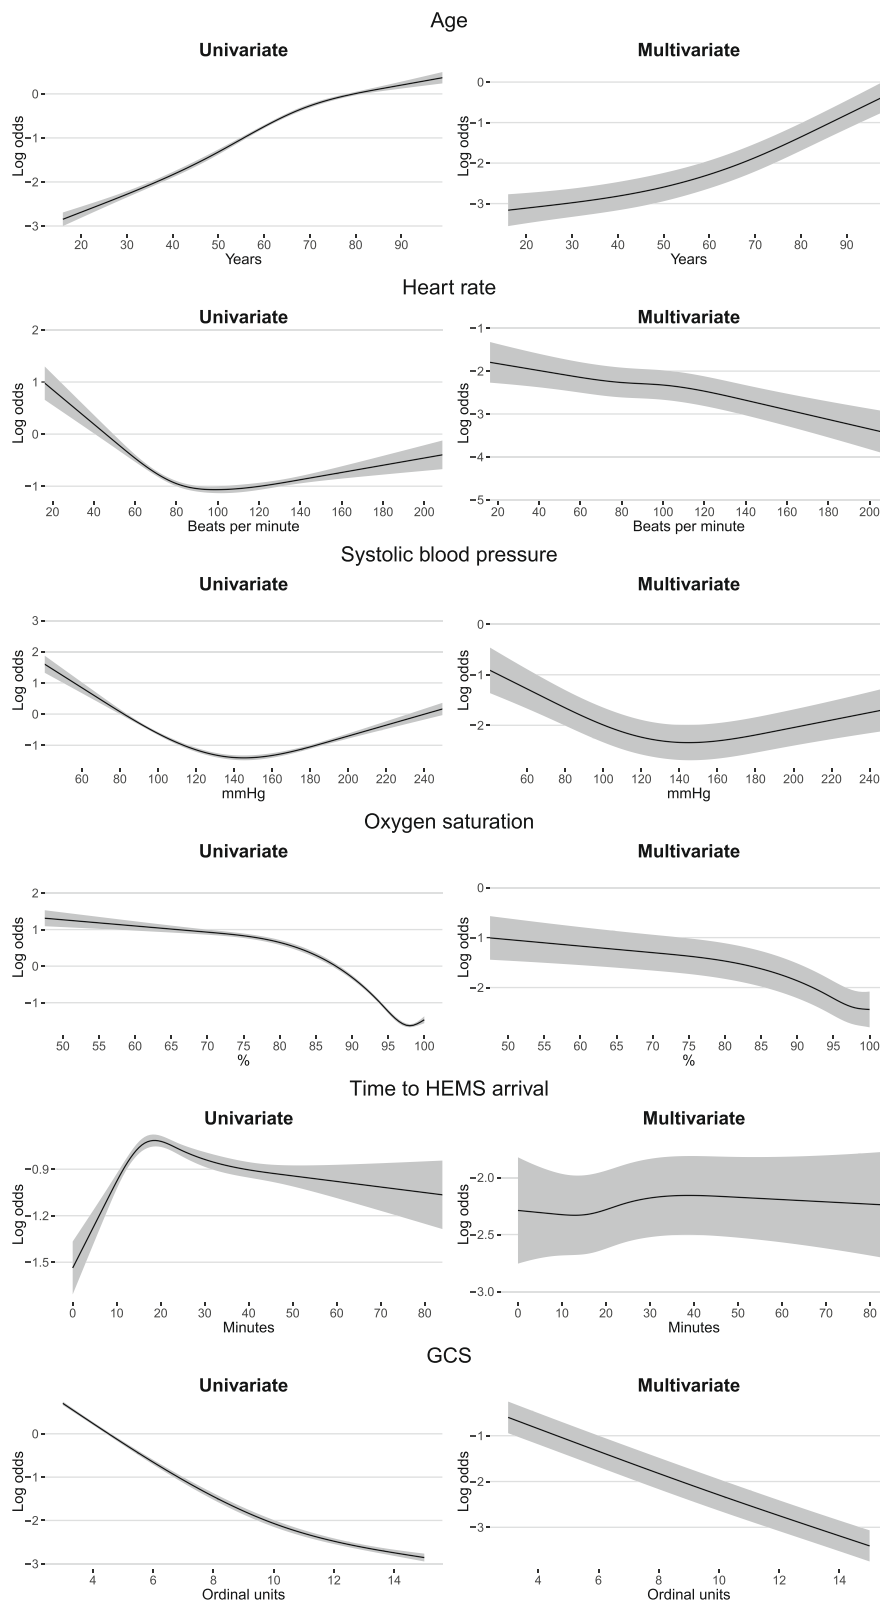 Age
Univariate
Multivariate
0
−1
−2
−3
Log odds
20 30 40 50 60 70 80 90
Years
0
−1
−2
−3
Log odds
20 30 40 50 60 70 80 90
Years
Heart rate
Univariate
Multivariate
2
1
0
−1
Log odds
20 40 60 80 100 120 140 160 180 200
Beats per minute
−1
−2
−3
−4
−5
Log odds
20 40 60 80 100 120 140 160 180 200
Beats per minute
Systolic blood pressure
Univariate
Multivariate
3
2
1
0
−1
Log odds
60 80 100 120 140 160 180 200 220 240
mmHg
0
−1
−2
Log odds
60 80 100 120 140 160 180 200 220 240
mmHg
Oxygen saturation
Univariate
Multivariate
2
1
0
−1
Log odds
50 55 60 65 70 75 80 85 90 95 100
%
0
−1
−2
Log odds
50 55 60 65 70 75 80 85 90 95 100
%
Time to HEMS arrival
Univariate
Multivariate
−0.9
−1.2
−1.5
Log odds
0 10 20 30 40 50 60 70 80
Minutes
−2.0
−2.5
−3.0
Log odds
0 10 20 30 40 50 60 70 80
Minutes
GCS
Univariate
Multivariate
0
−1
−2
−3
Log odds
4 6 8 10 12 14
Ordinal units
−1
−2
−3
Log odds
4 6 8 10 12 14
Ordinal units